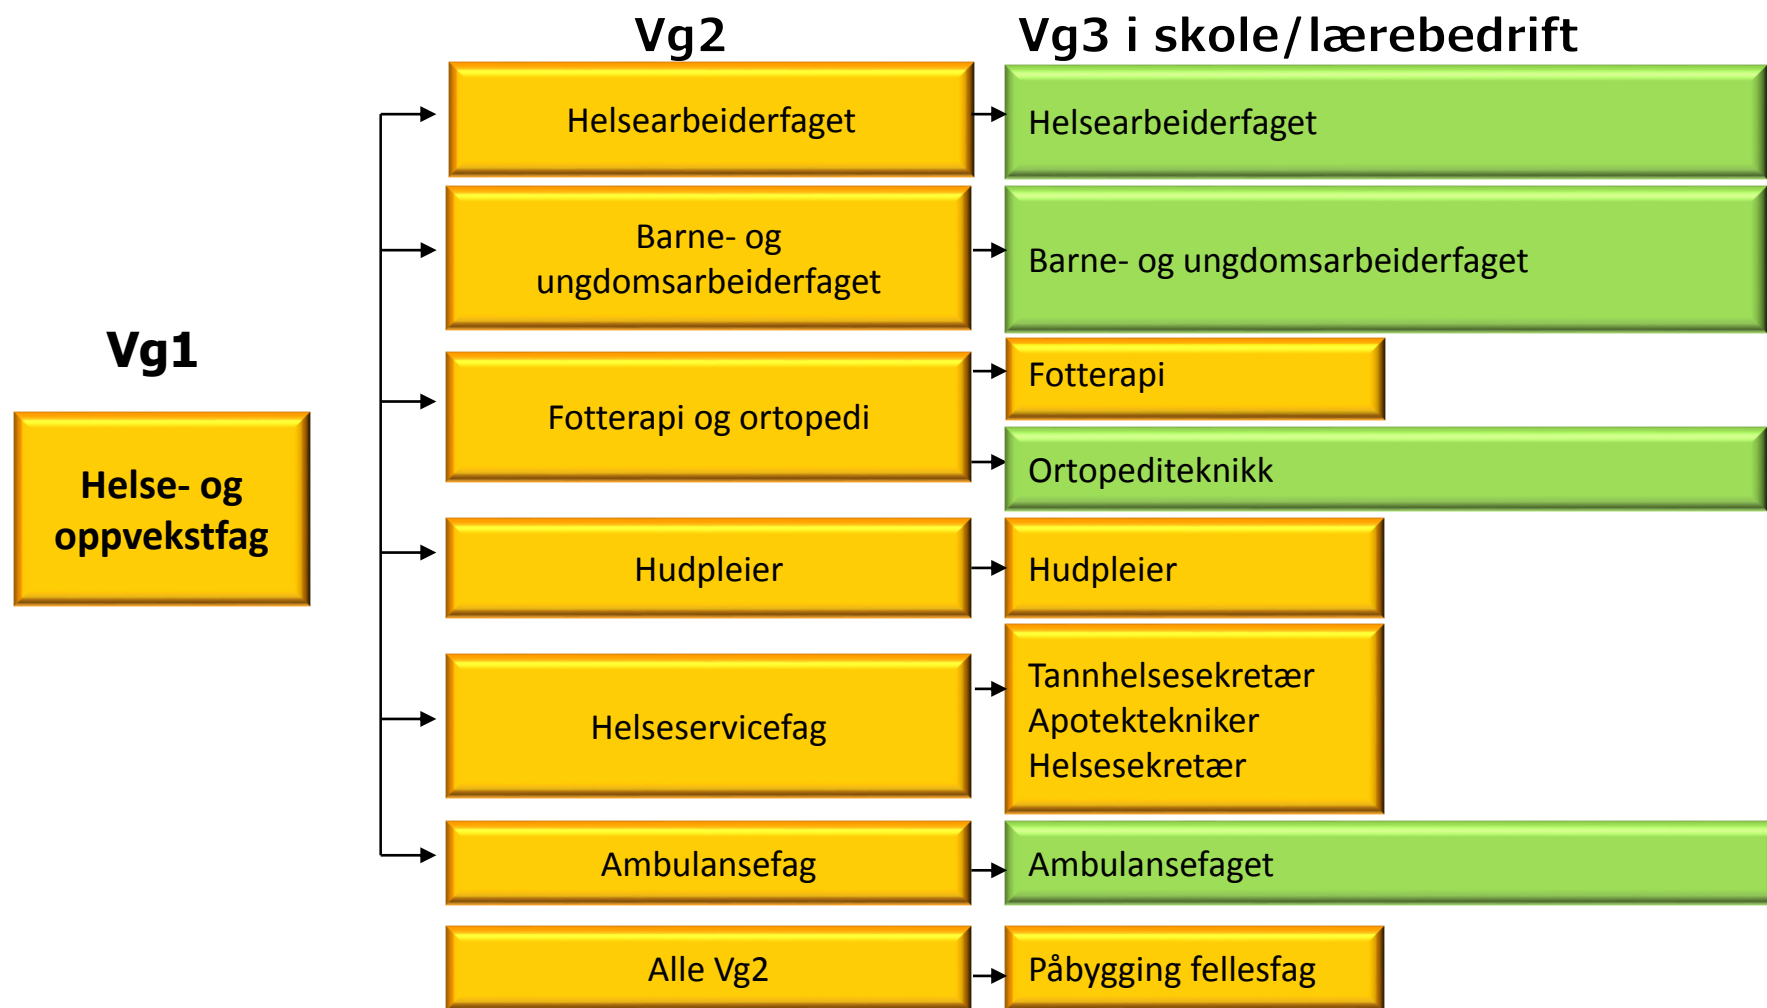 Vg2
Vg3 i skole/lærebedrift
Helsearbeiderfaget
Helsearbeiderfaget
Barne- og
ungdomsarbeiderfaget
Barne- og ungdomsarbeiderfaget
Vg1
Helse- og
oppvekstfag
Fotterapi og ortopedi
Fotterapi
Ortopediteknikk
Hudpleier
Hudpleier
Helseservicefag
Tannhelsesekretær
Apotektekniker
Helsesekretær
Ambulansefag
Ambulansefaget
Alle Vg2
Påbygging fellesfag